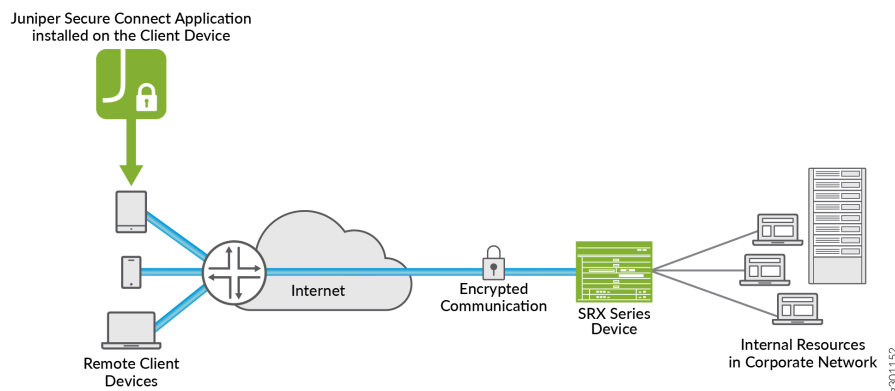 Juniper Secure Connect Application
installed on the Client Device
Internet
Encrypted
Communication
SRX Series
Device
Remote Client
Devices
Internal Resources
in Corporate Network